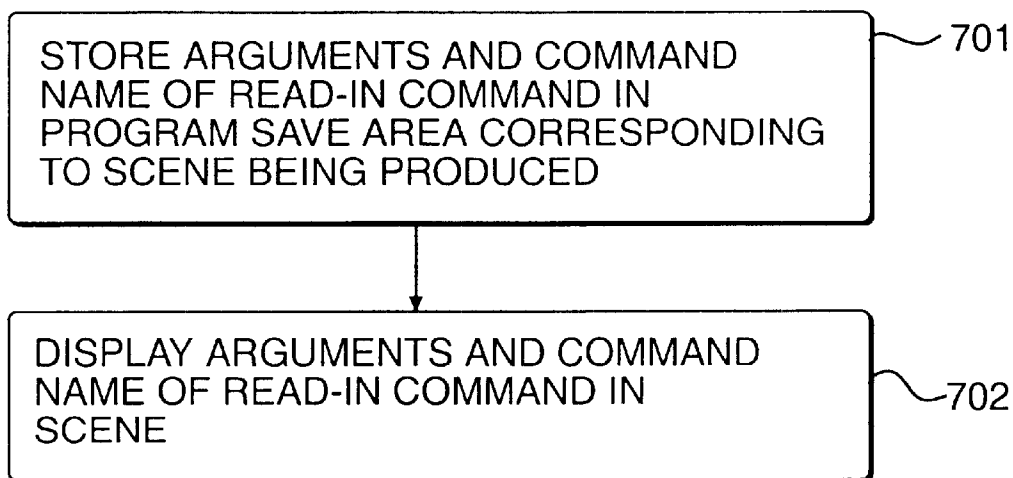 STORE ARGUMENTS AND COMMAND
NAME OF READ-IN COMMAND IN
PROGRAM SAVE AREA CORRESPONDING
TO SCENE BEING PRODUCED
701
DISPLAY ARGUMENTS AND COMMAND
NAME OF READ-IN COMMAND IN
SCENE
702